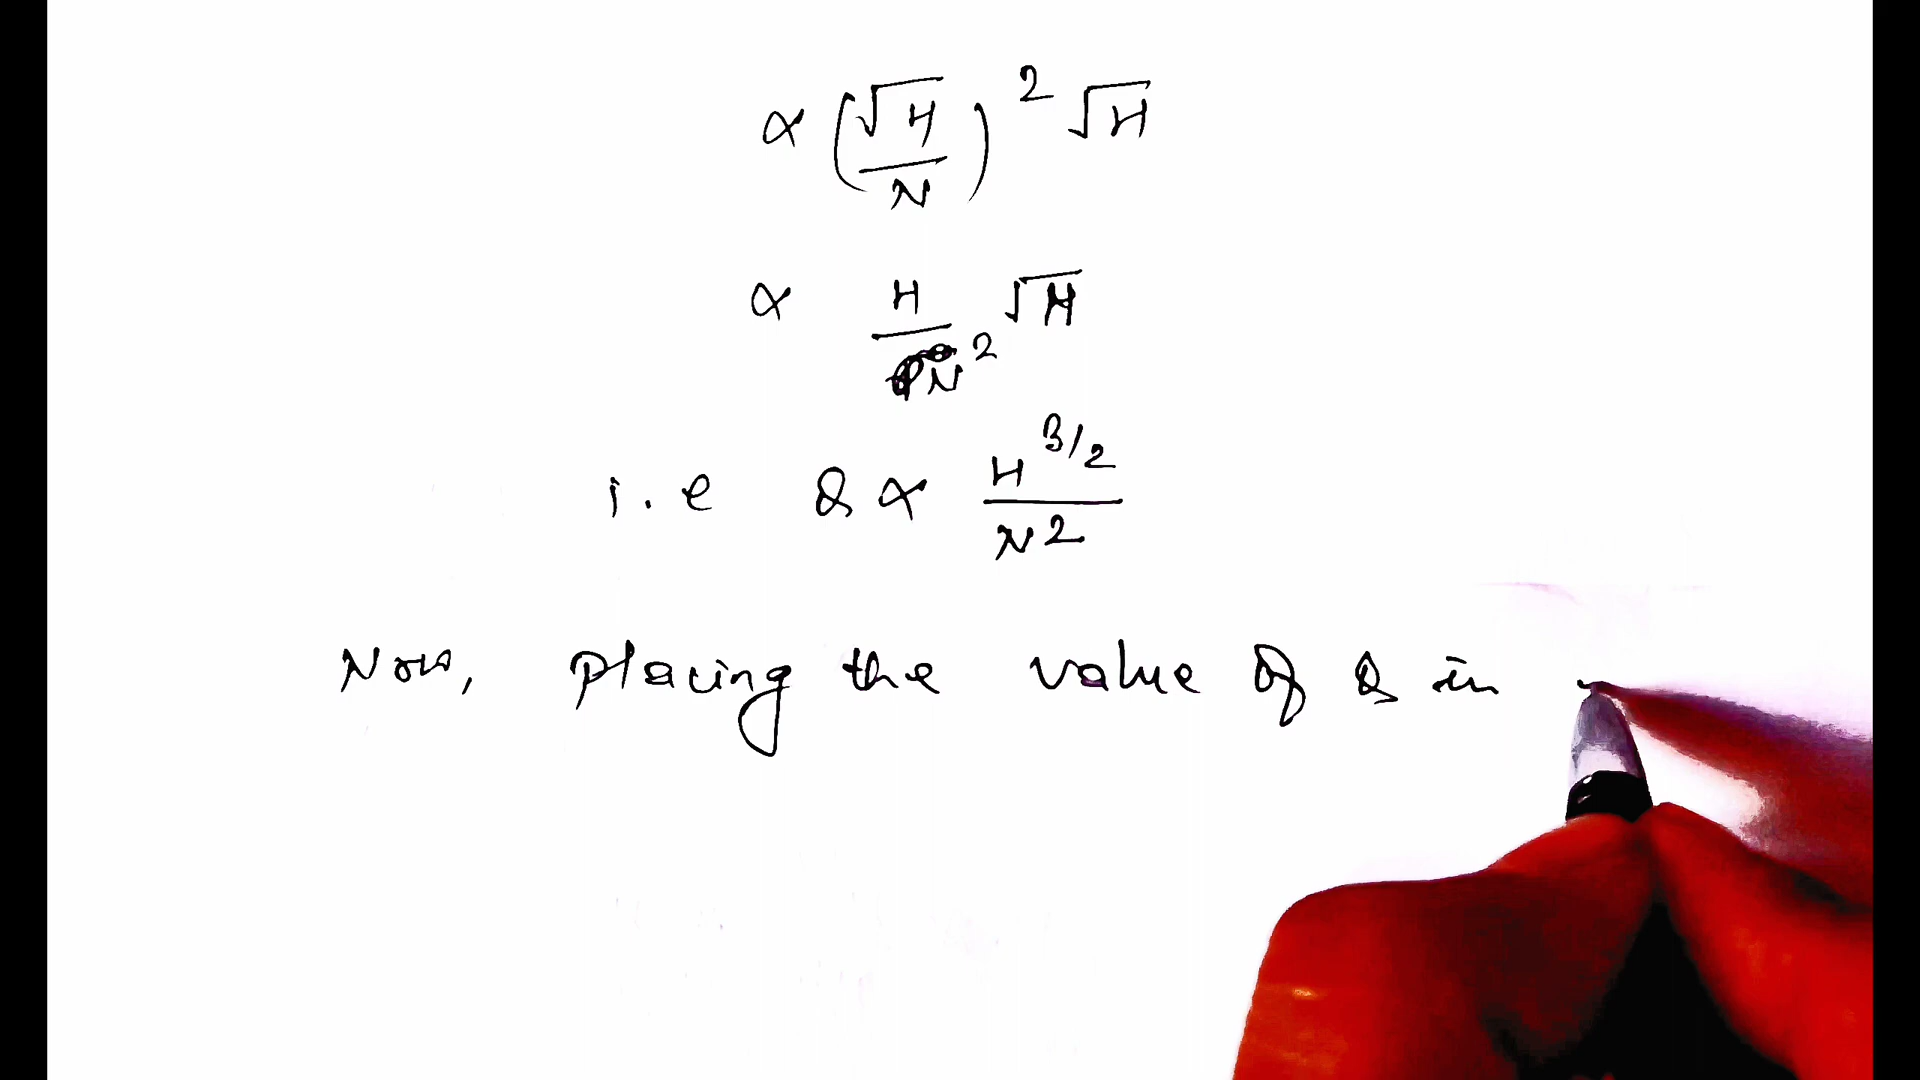 ∝ (√H/N)² √H
∝ H/N² √H
i.e Q ∝ H^3/2 / N²
Now, placing the value of Q in